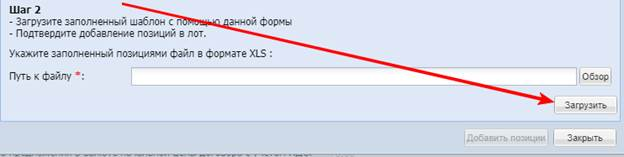 Шаг 2
- Загрузите заполненный шаблон с помощью данной формы
- Подтвердите добавление позиций в лот.
Укажите заполненный позициями файл в формате XLS :
Путь к файлу *: Обзор
Загрузить
Добавить позиции Закрыть